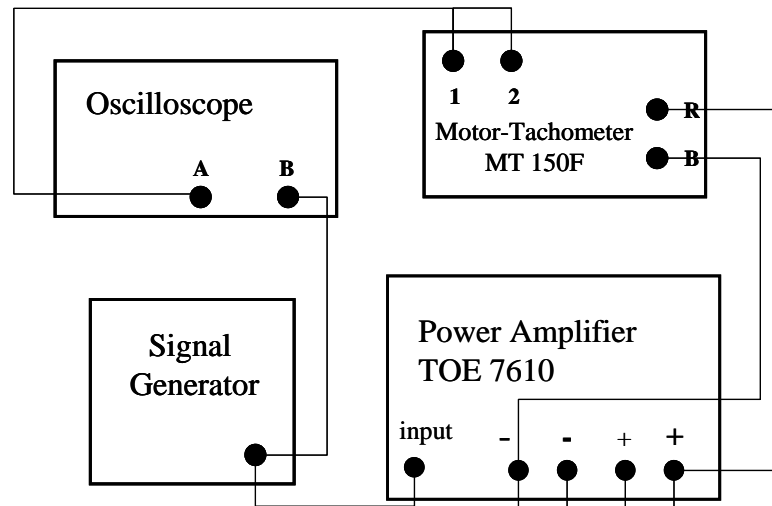 Oscilloscope
A B
1 2
R
Motor-Tachometer
MT 150F
B
Signal
Generator
Power Amplifier
TOE 7610
input - - + +